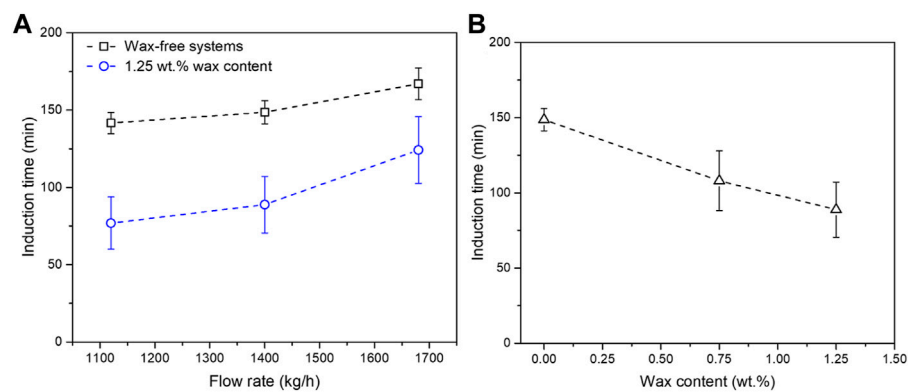 A
Wax-free systems
1.25 wt.% wax content
Induction time (min)
200
150
100
50
0
1100 1200 1300 1400 1500 1600 1700
Flow rate (kg/h)
B
Induction time (min)
200
150
100
50
0
0.00 0.25 0.50 0.75 1.00 1.25 1.50
Wax content (wt.%)